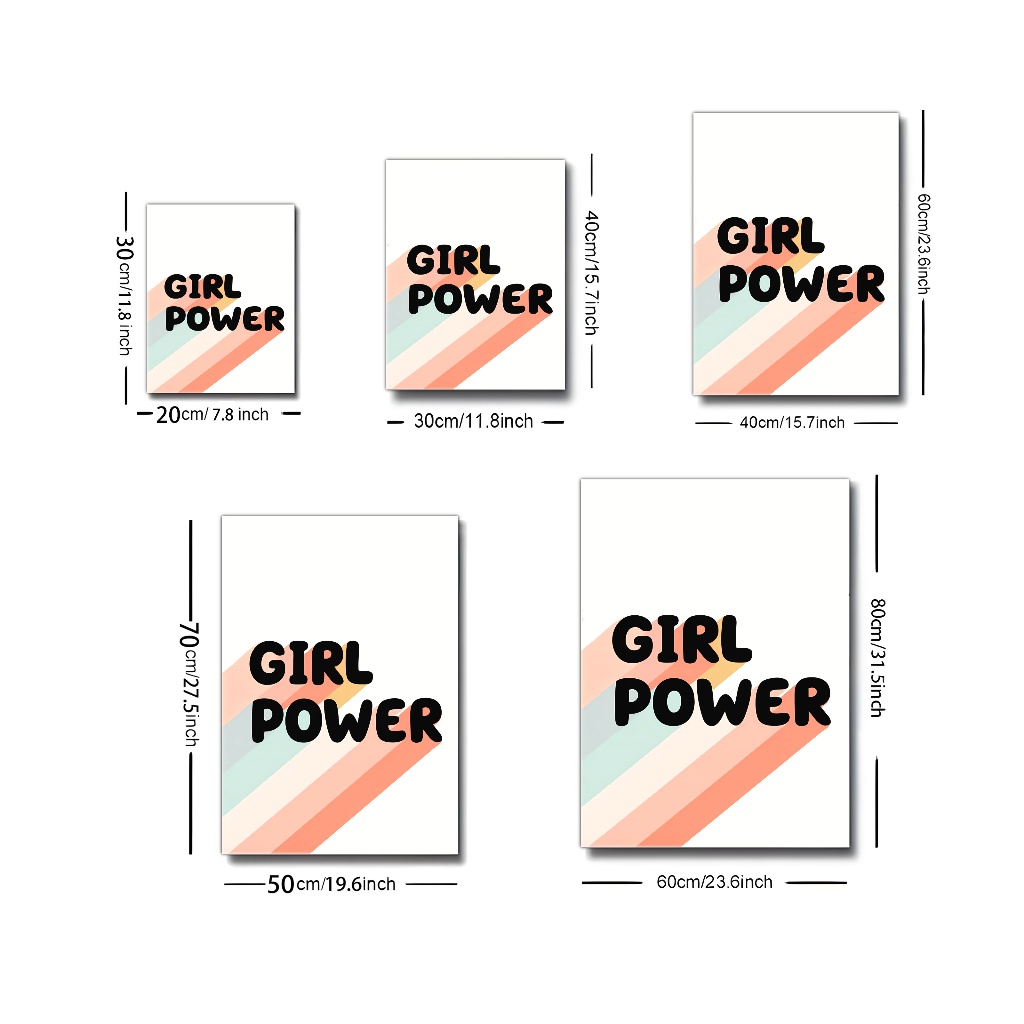 GIRL
POWER
30cm/11.8 inch
20cm/ 7.8 inch
GIRL
POWER
40cm/15.7inch
30cm/11.8inch
GIRL
POWER
60cm/23.6inch
40cm/15.7inch
GIRL
POWER
70cm/27.5inch
50cm/19.6inch
GIRL
POWER
80cm/31.5inch
60cm/23.6inch